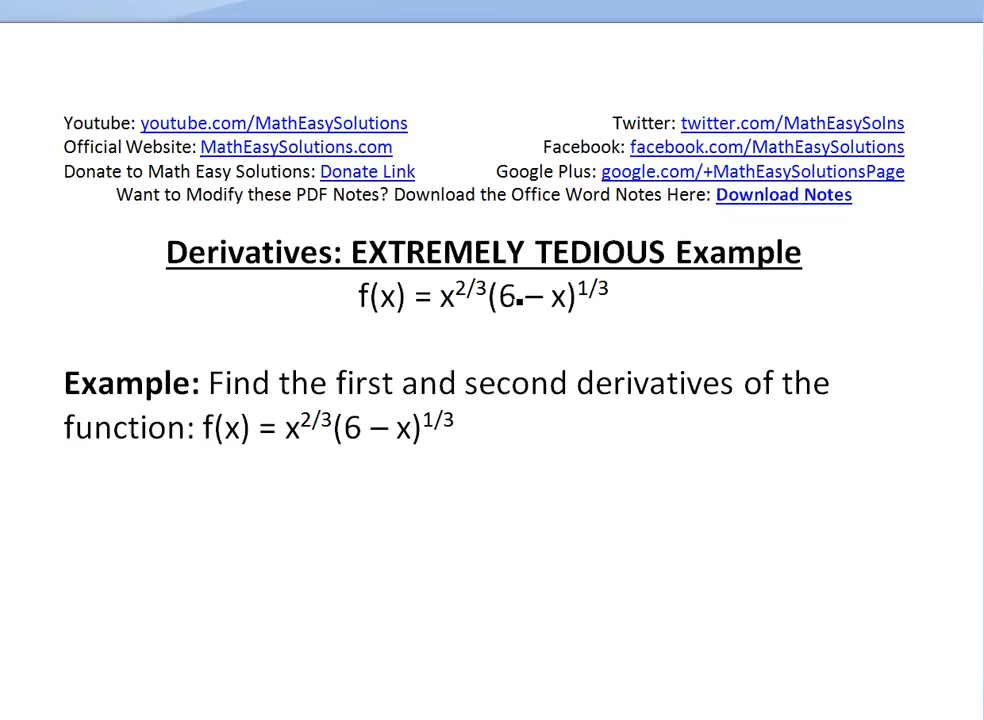 Youtube: youtube.com/MathEasySolutions Twitter: twitter.com/MathEasySolns
Official Website: MathEasySolutions.com Facebook: facebook.com/MathEasySolutions
Donate to Math Easy Solutions: Donate Link Google Plus: google.com/+MathEasySolutionsPage
Want to Modify these PDF Notes? Download the Office Word Notes Here: Download Notes
Derivatives: EXTREMELY TEDIOUS Example
f(x) = x^2/3(6 – x)^1/3
Example: Find the first and second derivatives of the
function: f(x) = x^2/3(6 – x)^1/3